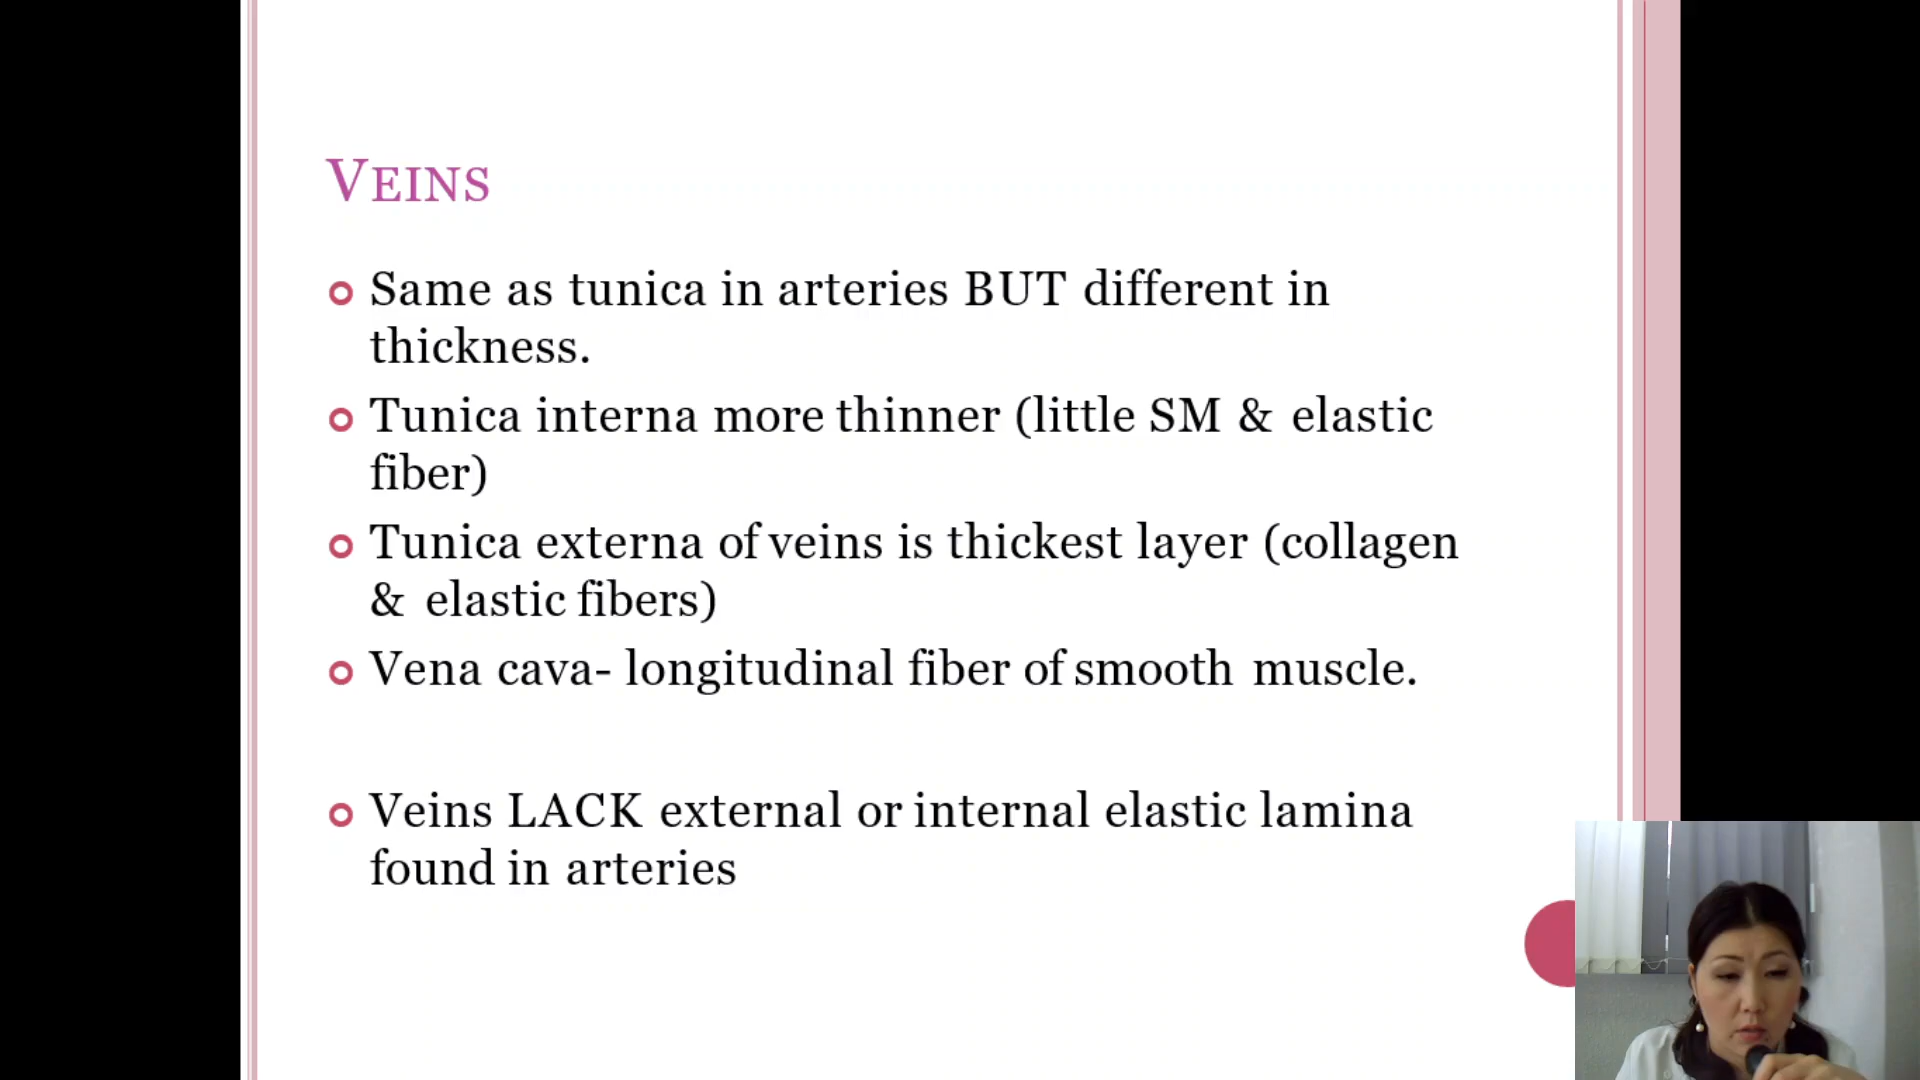 VEINS
Same as tunica in arteries BUT different in
thickness.
Tunica interna more thinner (little SM & elastic
fiber)
Tunica externa of veins is thickest layer (collagen
& elastic fibers)
Vena cava- longitudinal fiber of smooth muscle.
Veins LACK external or internal elastic lamina
found in arteries